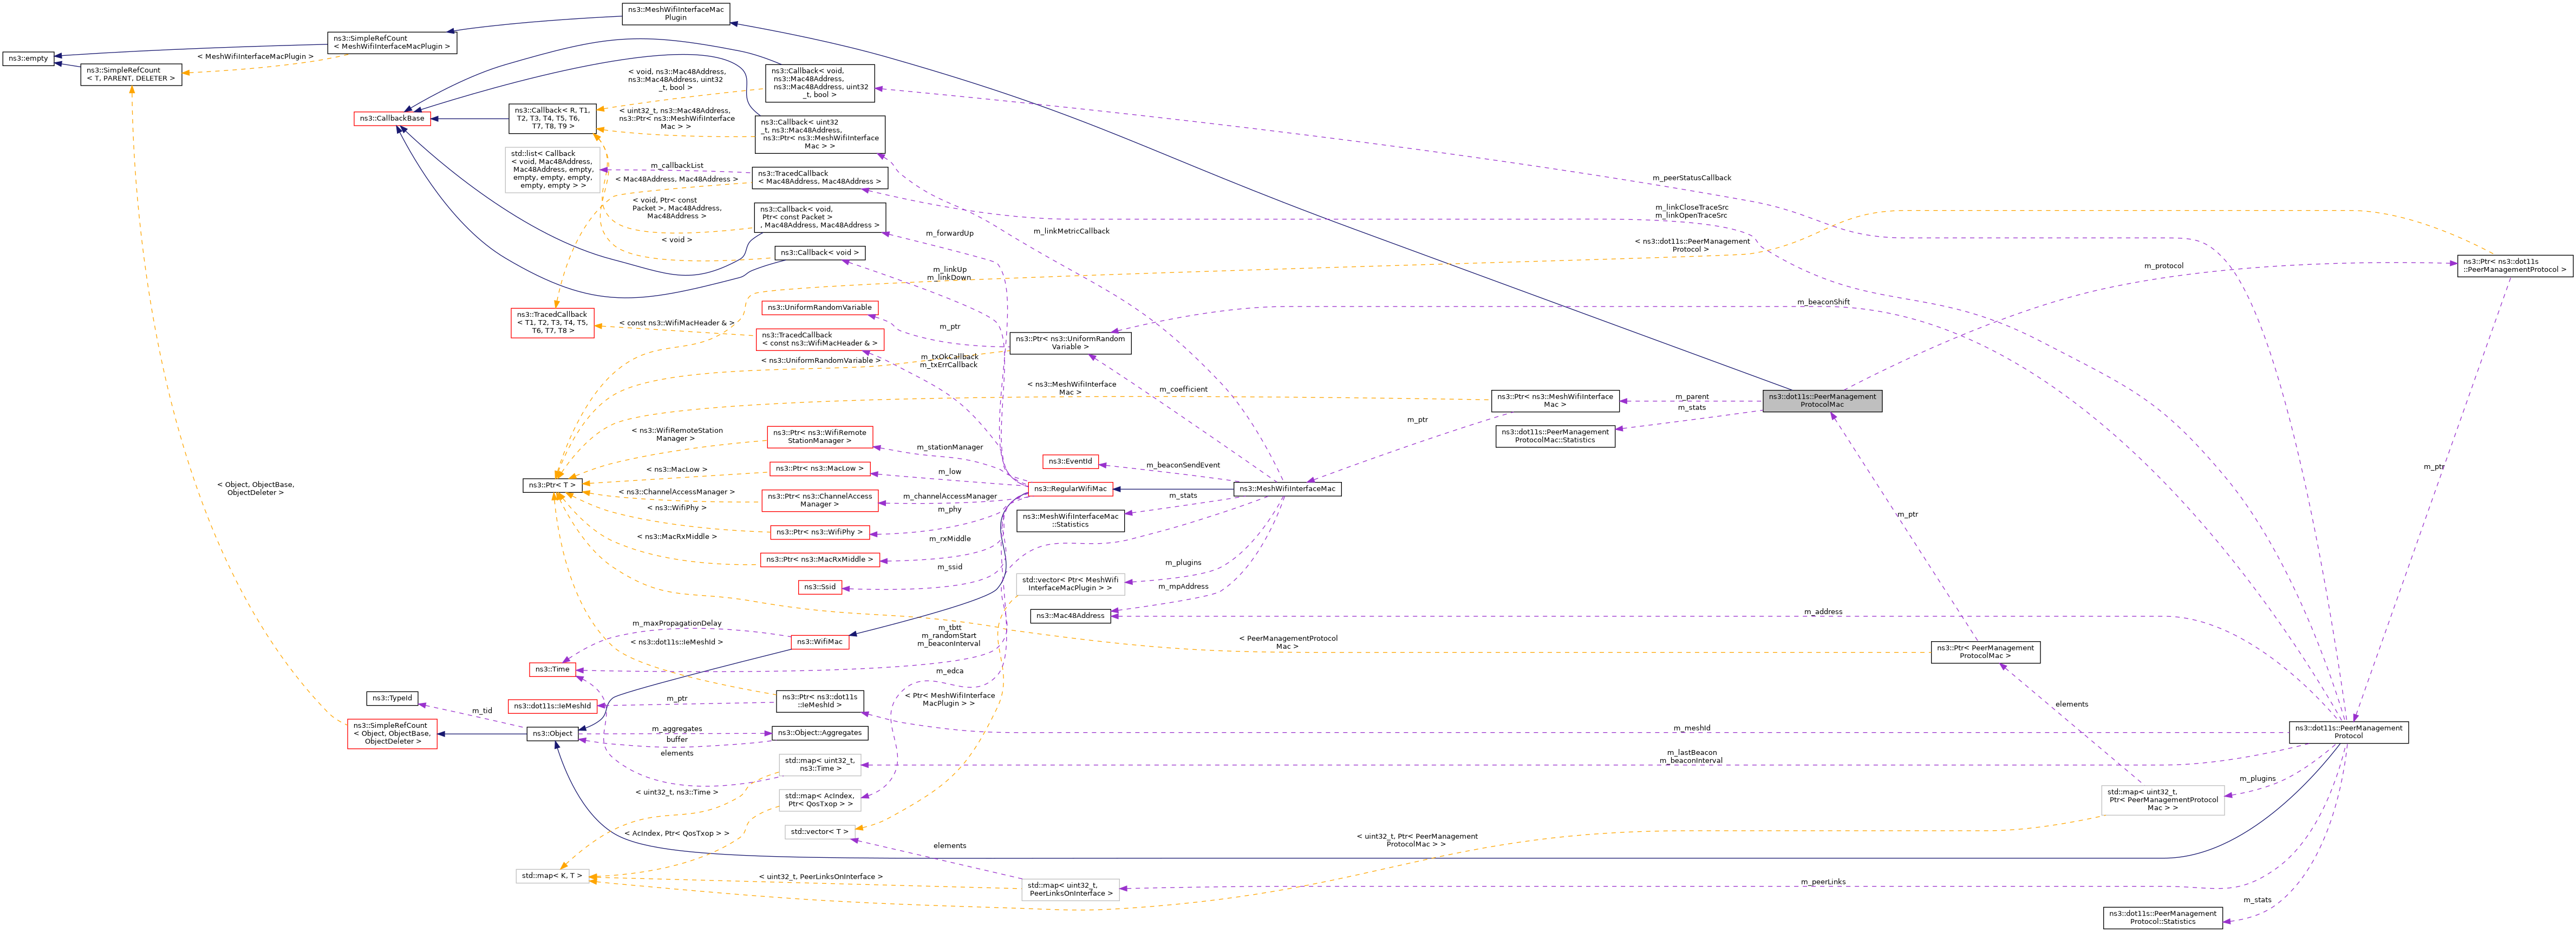 ns3::MeshWifiInterfaceMac
Plugin
ns3::SimpleRefCount
< MeshWifiInterfaceMacPlugin >
ns3::empty
< MeshWifiInterfaceMacPlugin >
ns3::SimpleRefCount
< T, PARENT, DELETER >
ns3::CallbackBase
ns3::Callback< R, T1,
T2, T3, T4, T5, T6,
T7, T8, T9 >
< void, ns3::Mac48Address,
ns3::Mac48Address, uint32
_t, bool >
ns3::Callback< void,
ns3::Mac48Address,
ns3::Mac48Address, uint32
_t, bool >
< uint32_t, ns3::Mac48Address,
ns3::Ptr< ns3::MeshWifiInterface
Mac > >
ns3::Callback< uint32
_t, ns3::Mac48Address,
ns3::Ptr< ns3::MeshWifiInterface
Mac > >
std::list< Callback
< void, Mac48Address,
Mac48Address, empty,
empty, empty, empty,
empty, empty > >
m_callbackList
ns3::TracedCallback
< Mac48Address, Mac48Address >
< Mac48Address, Mac48Address >
< void, Ptr< const
Packet >, Mac48Address,
Mac48Address >
ns3::Callback< void,
Ptr< const Packet >
, Mac48Address, Mac48Address >
< void >
ns3::Callback< void >
m_forwardUp
m_linkMetricCallback
m_peerStatusCallback
m_linkCloseTraceSrc
m_linkOpenTraceSrc
< ns3::dot11s::PeerManagement
Protocol >
m_protocol
ns3::Ptr< ns3::dot11s
::PeerManagementProtocol >
m_linkUp
m_linkDown
m_beaconShift
ns3::UniformRandomVariable
m_ptr
ns3::TracedCallback
< T1, T2, T3, T4, T5,
T6, T7, T8 >
< const ns3::WifiMacHeader & >
ns3::TracedCallback
< const ns3::WifiMacHeader & >
ns3::Ptr< ns3::UniformRandom
Variable >
< ns3::UniformRandomVariable >
m_txOkCallback
m_txErrCallback
< ns3::MeshWifiInterface
Mac >
m_coefficient
ns3::Ptr< ns3::MeshWifiInterface
Mac >
m_parent
m_stats
ns3::dot11s::PeerManagement
ProtocolMac
m_ptr
ns3::dot11s::PeerManagement
ProtocolMac::Statistics
< ns3::WifiRemoteStation
Manager >
ns3::Ptr< ns3::WifiRemote
StationManager >
m_stationManager
ns3::EventId
m_beaconSendEvent
m_ptr
< Object, ObjectBase,
ObjectDeleter >
ns3::Ptr< T >
< ns3::MacLow >
ns3::Ptr< ns3::MacLow >
m_low
ns3::RegularWifiMac
ns3::MeshWifiInterfaceMac
< ns3::ChannelAccessManager >
ns3::Ptr< ns3::ChannelAccess
Manager >
m_channelAccessManager
m_stats
< ns3::WifiPhy >
m_phy
ns3::MeshWifiInterfaceMac
::Statistics
m_ptr
ns3::Ptr< ns3::WifiPhy >
< ns3::MacRxMiddle >
m_rxMiddle
ns3::Ptr< ns3::MacRxMiddle >
m_ssid
m_plugins
ns3::Ssid
std::vector< Ptr< MeshWifi
InterfaceMacPlugin > >
m_mpAddress
ns3::Mac48Address
m_address
m_maxPropagationDelay
ns3::WifiMac
< ns3::dot11s::IeMeshId >
m_tbtt
m_randomStart
m_beaconInterval
< PeerManagementProtocol
Mac >
ns3::Ptr< PeerManagement
ProtocolMac >
ns3::Time
m_edca
ns3::TypeId
m_tid
ns3::dot11s::IeMeshId
m_ptr
ns3::Ptr< ns3::dot11s
::IeMeshId >
< Ptr< MeshWifiInterface
MacPlugin > >
elements
ns3::SimpleRefCount
< Object, ObjectBase,
ObjectDeleter >
ns3::Object
m_aggregates
buffer
ns3::Object::Aggregates
m_meshId
ns3::dot11s::PeerManagement
Protocol
elements
std::map< uint32_t,
ns3::Time >
m_lastBeacon
m_beaconInterval
m_plugins
< uint32_t, ns3::Time >
std::map< AcIndex,
Ptr< QosTxop > >
std::map< uint32_t,
Ptr< PeerManagementProtocol
Mac > >
< AcIndex, Ptr< QosTxop > >
std::vector< T >
< uint32_t, Ptr< PeerManagement
ProtocolMac > >
elements
std::map< K, T >
< uint32_t, PeerLinksOnInterface >
std::map< uint32_t,
PeerLinksOnInterface >
m_peerLinks
m_stats
ns3::dot11s::PeerManagement
Protocol::Statistics